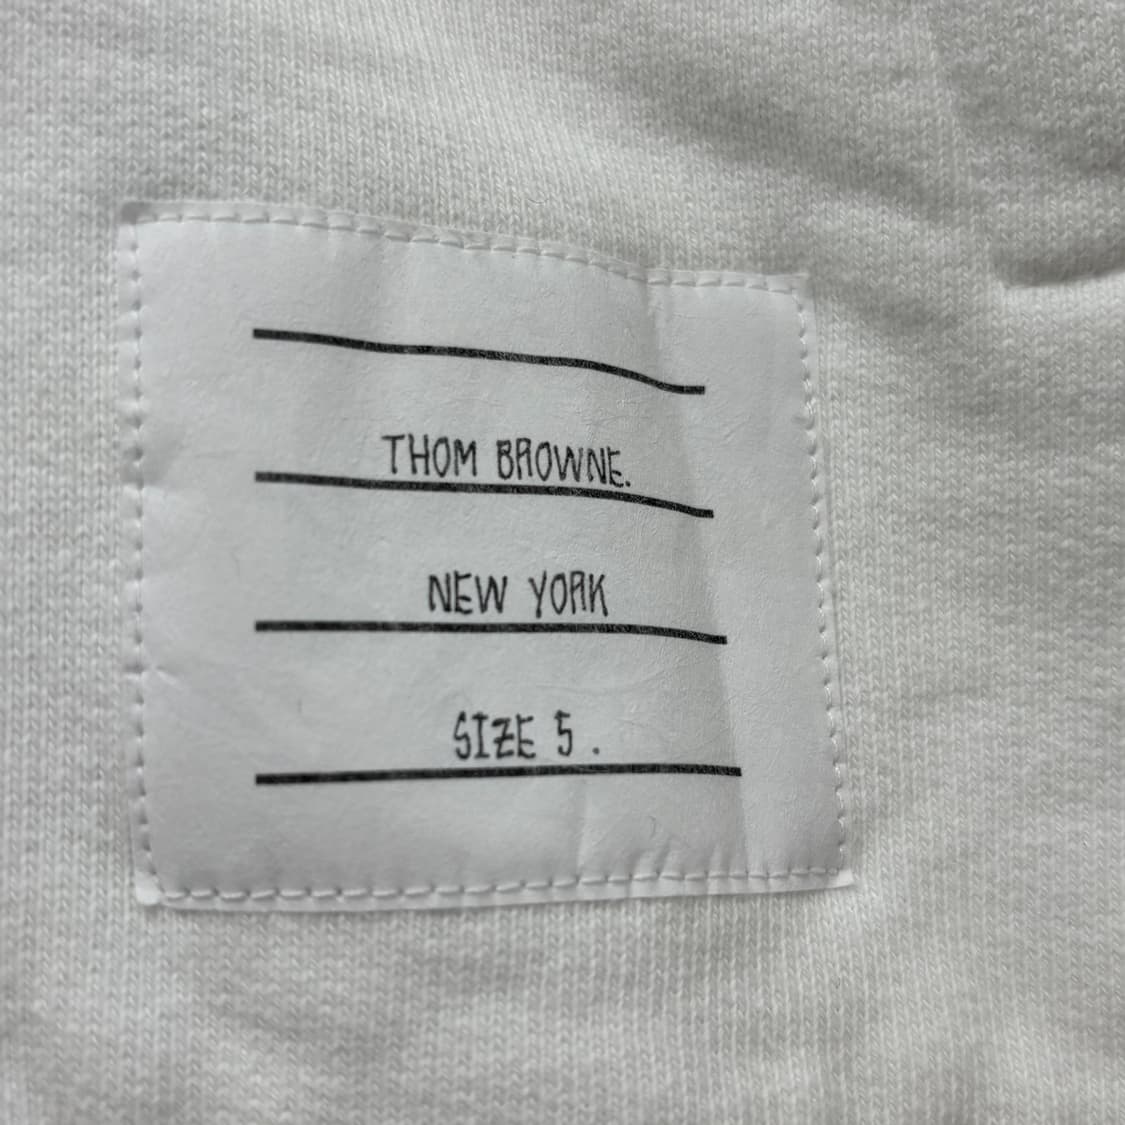 THOM BROWNE.
NEW YORK
SIZE 5 .